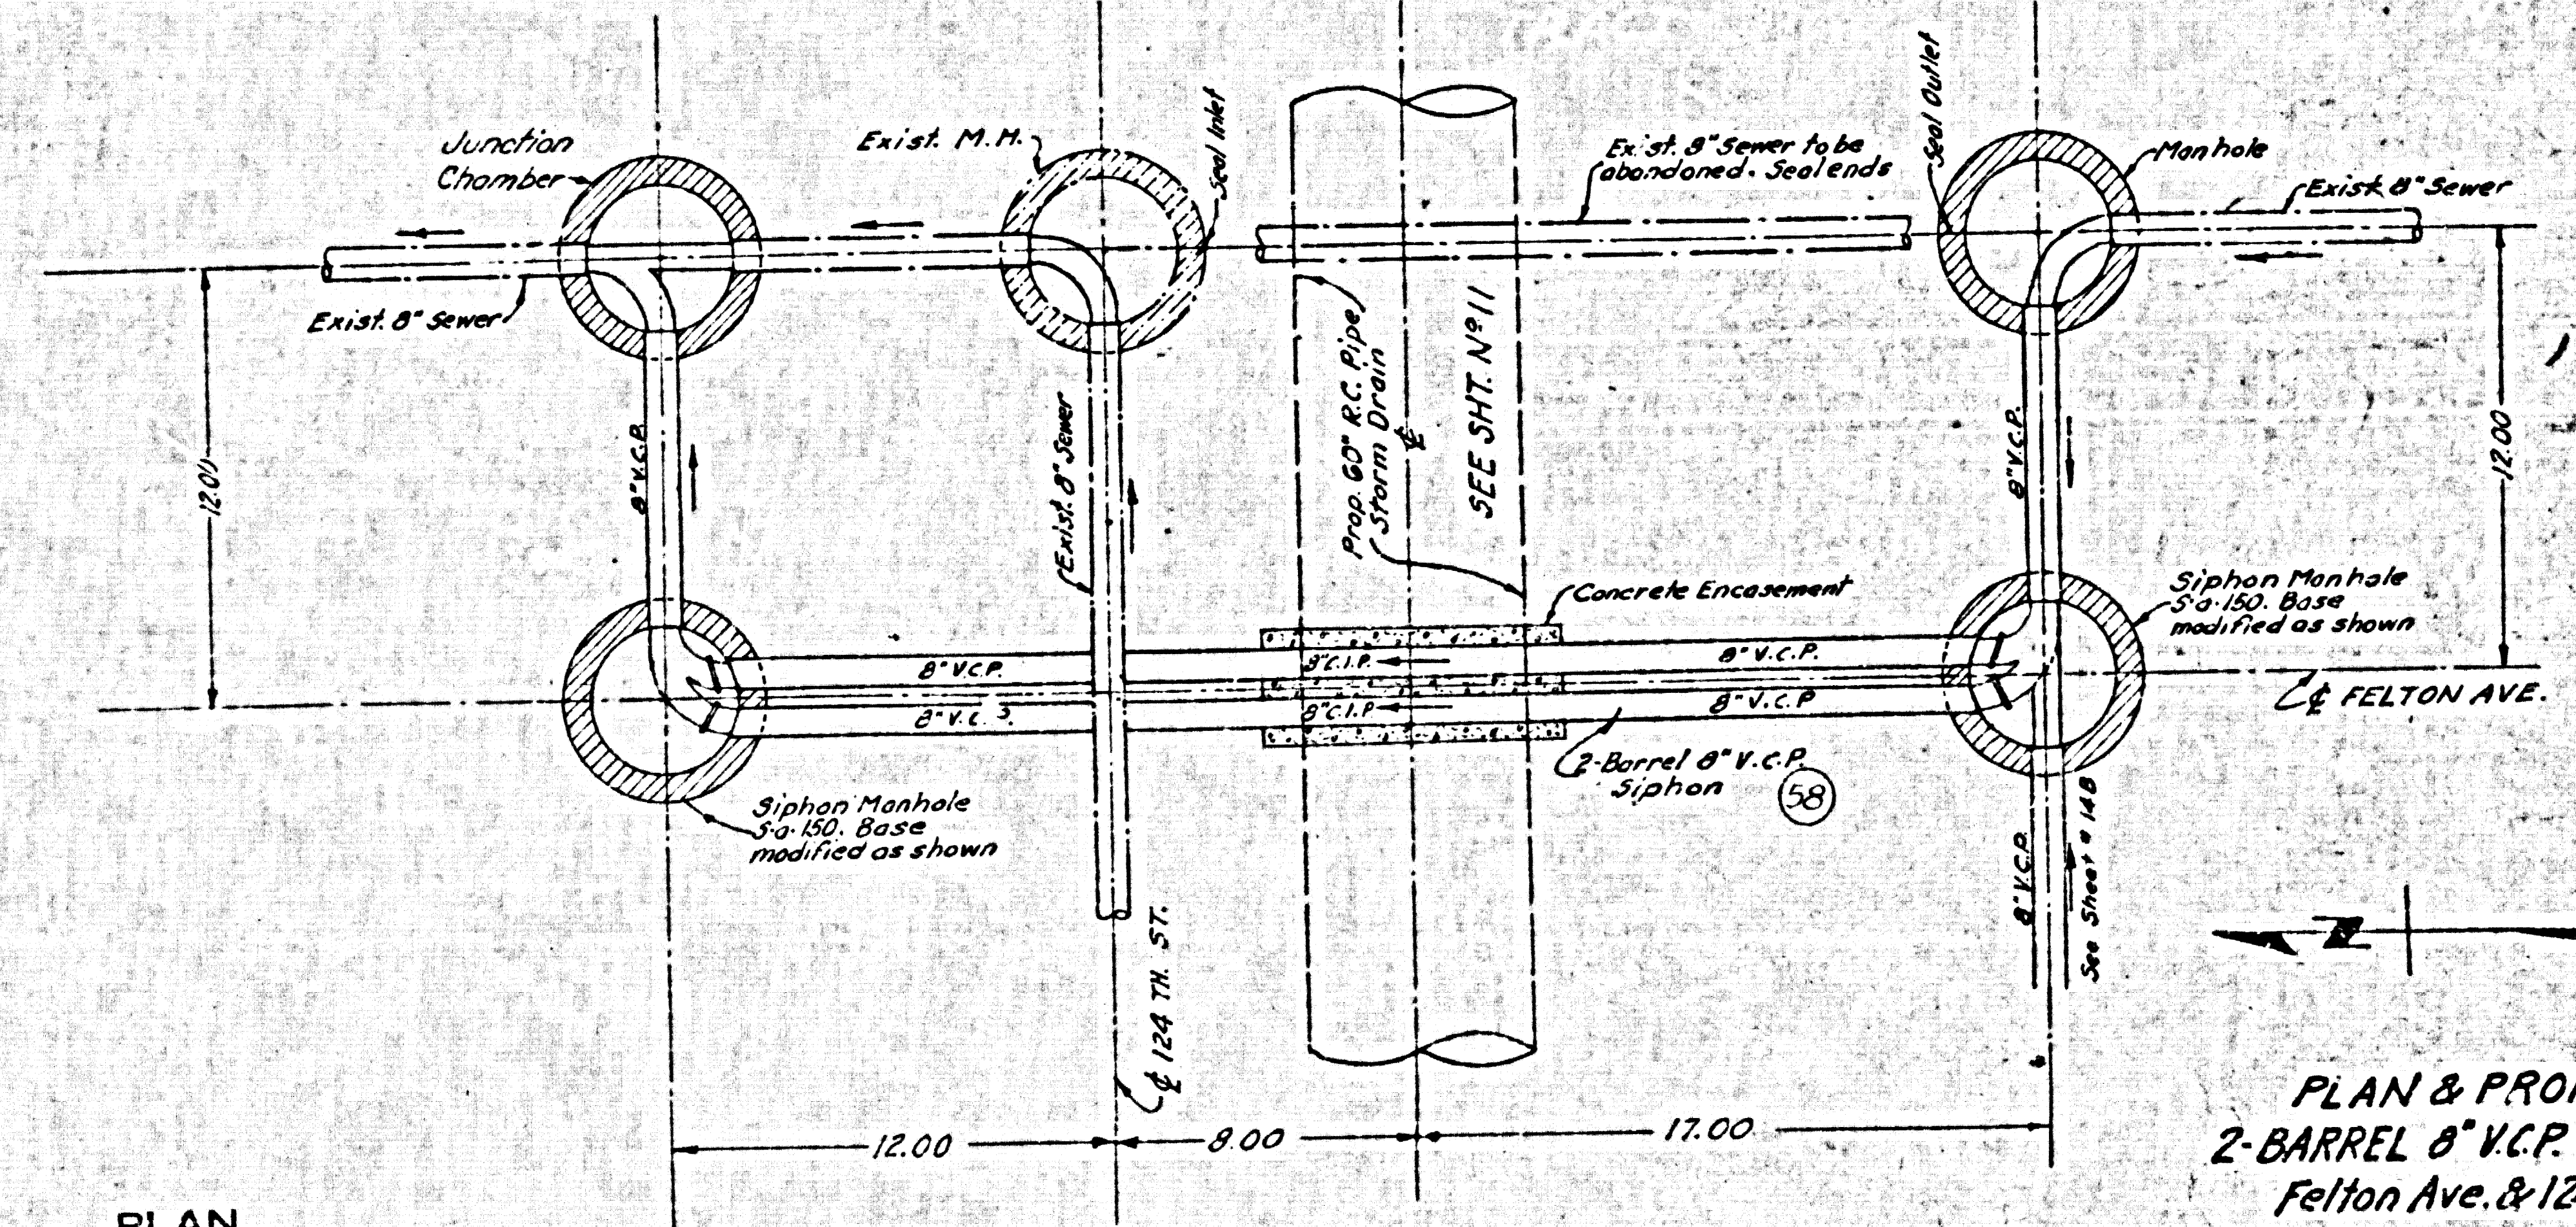 Junction
Chamber
Exist. M.H.
Seal Inlet
Exist. 8" Sewer to be
abandoned. Seal ends
Seal Outlet
Manhole
Exist. 8" Sewer
Exist. 8" Sewer
12.00
8" V.C.P.
Exist. 8" Sewer
Prop. 60" R.C. Pipe
Storm Drain
℄
SEE SHT. Nº 11
8" V.C.P.
12.00
Concrete Encasement
Siphon Manhole
S-a-150. Base
modified as shown
8" V.C.P.
8" C.I.P.
8" V.C.P.
8" V.C.P.
8" C.I.P.
8" V.C.P.
℄ FELTON AVE.
2-Barrel 8" V.C.P.
Siphon
58
Siphon Manhole
S-a-150. Base
modified as shown
8" V.C.P.
See Sheet # 14B
N
℄ 124 TH. ST.
12.00
8.00
17.00
PLAN & PROF
2-BARREL 8" V.C.P.
Felton Ave. & 12
PLAN